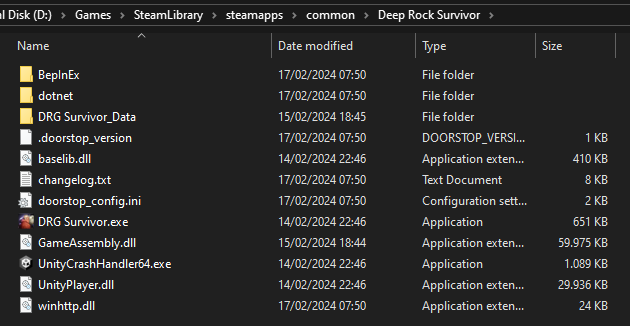 al Disk (D:) > Games > SteamLibrary > steamapps > common > Deep Rock Survivor >
Name Date modified Type Size
BepInEx 17/02/2024 07:50 File folder
dotnet 17/02/2024 07:50 File folder
DRG Survivor_Data 15/02/2024 18:45 File folder
.doorstop_version 17/02/2024 07:50 DOORSTOP_VERSI... 1 KB
baselib.dll 14/02/2024 22:46 Application exten... 410 KB
changelog.txt 17/02/2024 07:50 Text Document 8 KB
doorstop_config.ini 17/02/2024 07:50 Configuration sett... 2 KB
DRG Survivor.exe 14/02/2024 22:46 Application 651 KB
GameAssembly.dll 15/02/2024 18:44 Application exten... 59.975 KB
UnityCrashHandler64.exe 14/02/2024 22:46 Application 1.089 KB
UnityPlayer.dll 14/02/2024 22:46 Application exten... 29.936 KB
winhttp.dll 17/02/2024 07:50 Application exten... 24 KB